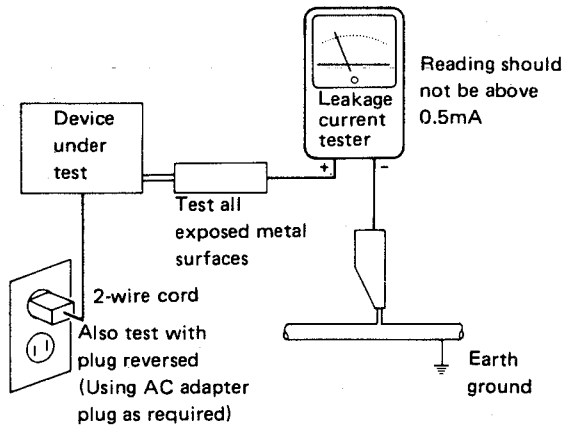 Device
under
test
Leakage
current
tester
+
-
Reading should
not be above
0.5mA
Test all
exposed metal
surfaces
2-wire cord
Also test with
plug reversed
(Using AC adapter
plug as required)
Earth
ground